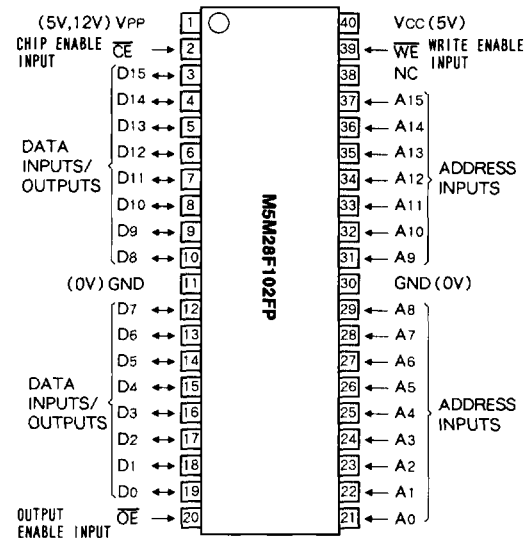 (5V,12V) VPP 1 40 VCC (5V)
CHIP ENABLE INPUT C̅E̅ 2 39 W̅E̅ WRITE ENABLE INPUT
D15 3 38 NC
D14 4 37 A15
D13 5 36 A14
D12 6 35 A13
DATA INPUTS/OUTPUTS
D11 7 34 A12
ADDRESS INPUTS
D10 8 33 A11
D9 9 32 A10
D8 10 31 A9
M5M28F102FP
(0V) GND 11 30 GND (0V)
D7 12 29 A8
D6 13 28 A7
D5 14 27 A6
D4 15 26 A5
DATA INPUTS/OUTPUTS
D3 16 25 A4
ADDRESS INPUTS
D2 17 24 A3
D1 18 23 A2
D0 19 22 A1
OUTPUT ENABLE INPUT O̅E̅ 20 21 A0